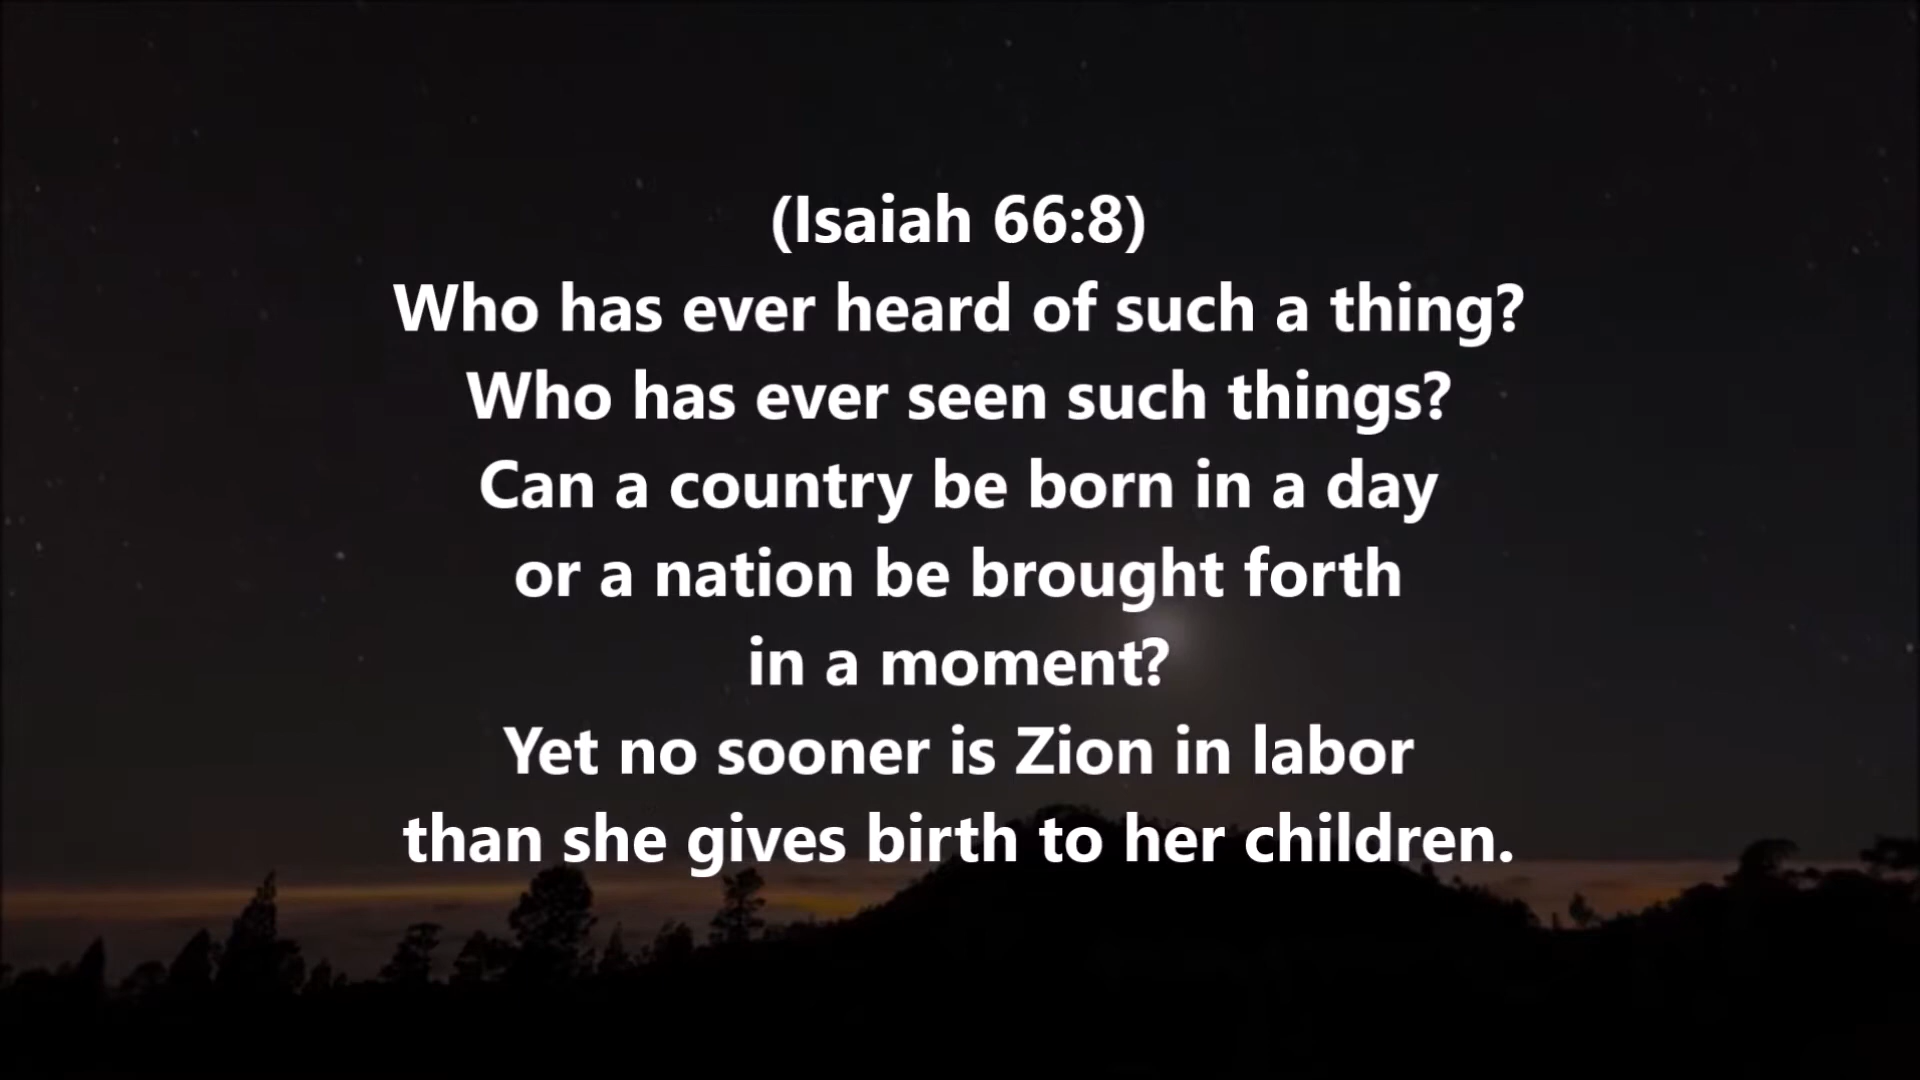 (Isaiah 66:8)
Who has ever heard of such a thing?
Who has ever seen such things?
Can a country be born in a day
or a nation be brought forth
in a moment?
Yet no sooner is Zion in labor
than she gives birth to her children.